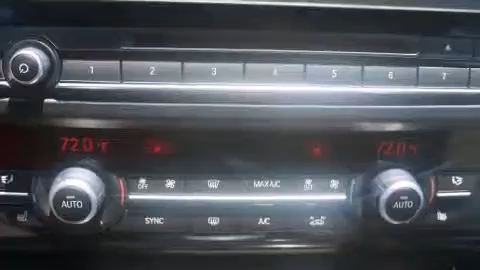 1 2 3 4 5 6 7
72.0°F 72.0°F
OFF MAX A/C
AUTO AUTO
SYNC A/C